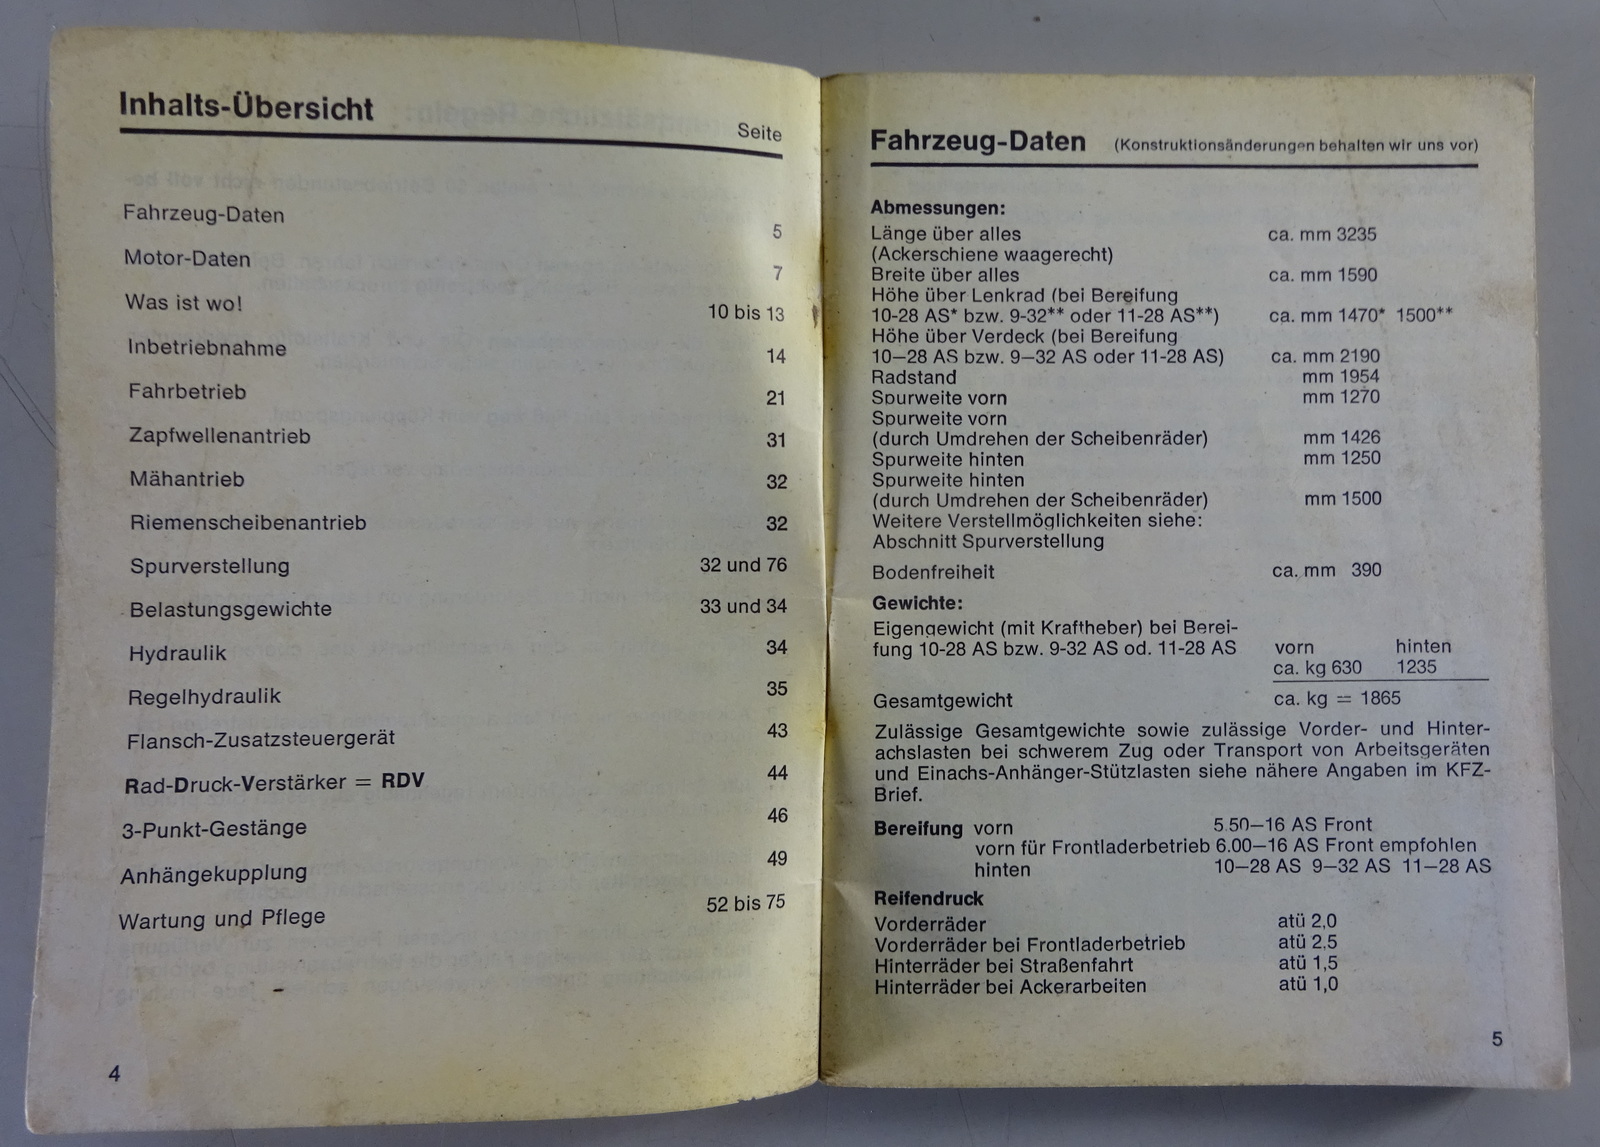 Inhalts-Übersicht
Seite
Fahrzeug-Daten 5
Motor-Daten 7
Was ist wo! 10 bis 13
Inbetriebnahme 14
Fahrbetrieb 21
Zapfwellenantrieb 31
Mähantrieb 32
Riemenscheibenantrieb 32
Spurverstellung 32 und 76
Belastungsgewichte 33 und 34
Hydraulik 34
Regelhydraulik 35
Flansch-Zusatzsteuergerät 43
Rad-Druck-Verstärker = RDV 44
3-Punkt-Gestänge 46
Anhängekupplung 49
Wartung und Pflege 52 bis 75
4
Fahrzeug-Daten (Konstruktionsänderungen behalten wir uns vor)
Abmessungen:
Länge über alles ca. mm 3235
(Ackerschiene waagerecht)
Breite über alles ca. mm 1590
Höhe über Lenkrad (bei Bereifung
10-28 AS* bzw. 9-32** oder 11-28 AS**) ca. mm 1470* 1500**
Höhe über Verdeck (bei Bereifung
10—28 AS bzw. 9—32 AS oder 11-28 AS) ca. mm 2190
Radstand mm 1954
Spurweite vorn mm 1270
Spurweite vorn
(durch Umdrehen der Scheibenräder) mm 1426
Spurweite hinten mm 1250
Spurweite hinten
(durch Umdrehen der Scheibenräder) mm 1500
Weitere Verstellmöglichkeiten siehe:
Abschnitt Spurverstellung
Bodenfreiheit ca. mm 390
Gewichte:
Eigengewicht (mit Kraftheber) bei Berei-
fung 10-28 AS bzw. 9-32 AS od. 11-28 AS vorn hinten
ca. kg 630 1235
Gesamtgewicht ca. kg = 1865
Zulässige Gesamtgewichte sowie zulässige Vorder- und Hinter-
achslasten bei schwerem Zug oder Transport von Arbeitsgeräten
und Einachs-Anhänger-Stützlasten siehe nähere Angaben im KFZ-
Brief.
Bereifung vorn 5.50—16 AS Front
vorn für Frontladerbetrieb 6.00—16 AS Front empfohlen
hinten 10—28 AS 9—32 AS 11—28 AS
Reifendruck
Vorderräder atü 2,0
Vorderräder bei Frontladerbetrieb atü 2,5
Hinterräder bei Straßenfahrt atü 1,5
Hinterräder bei Ackerarbeiten atü 1,0
5